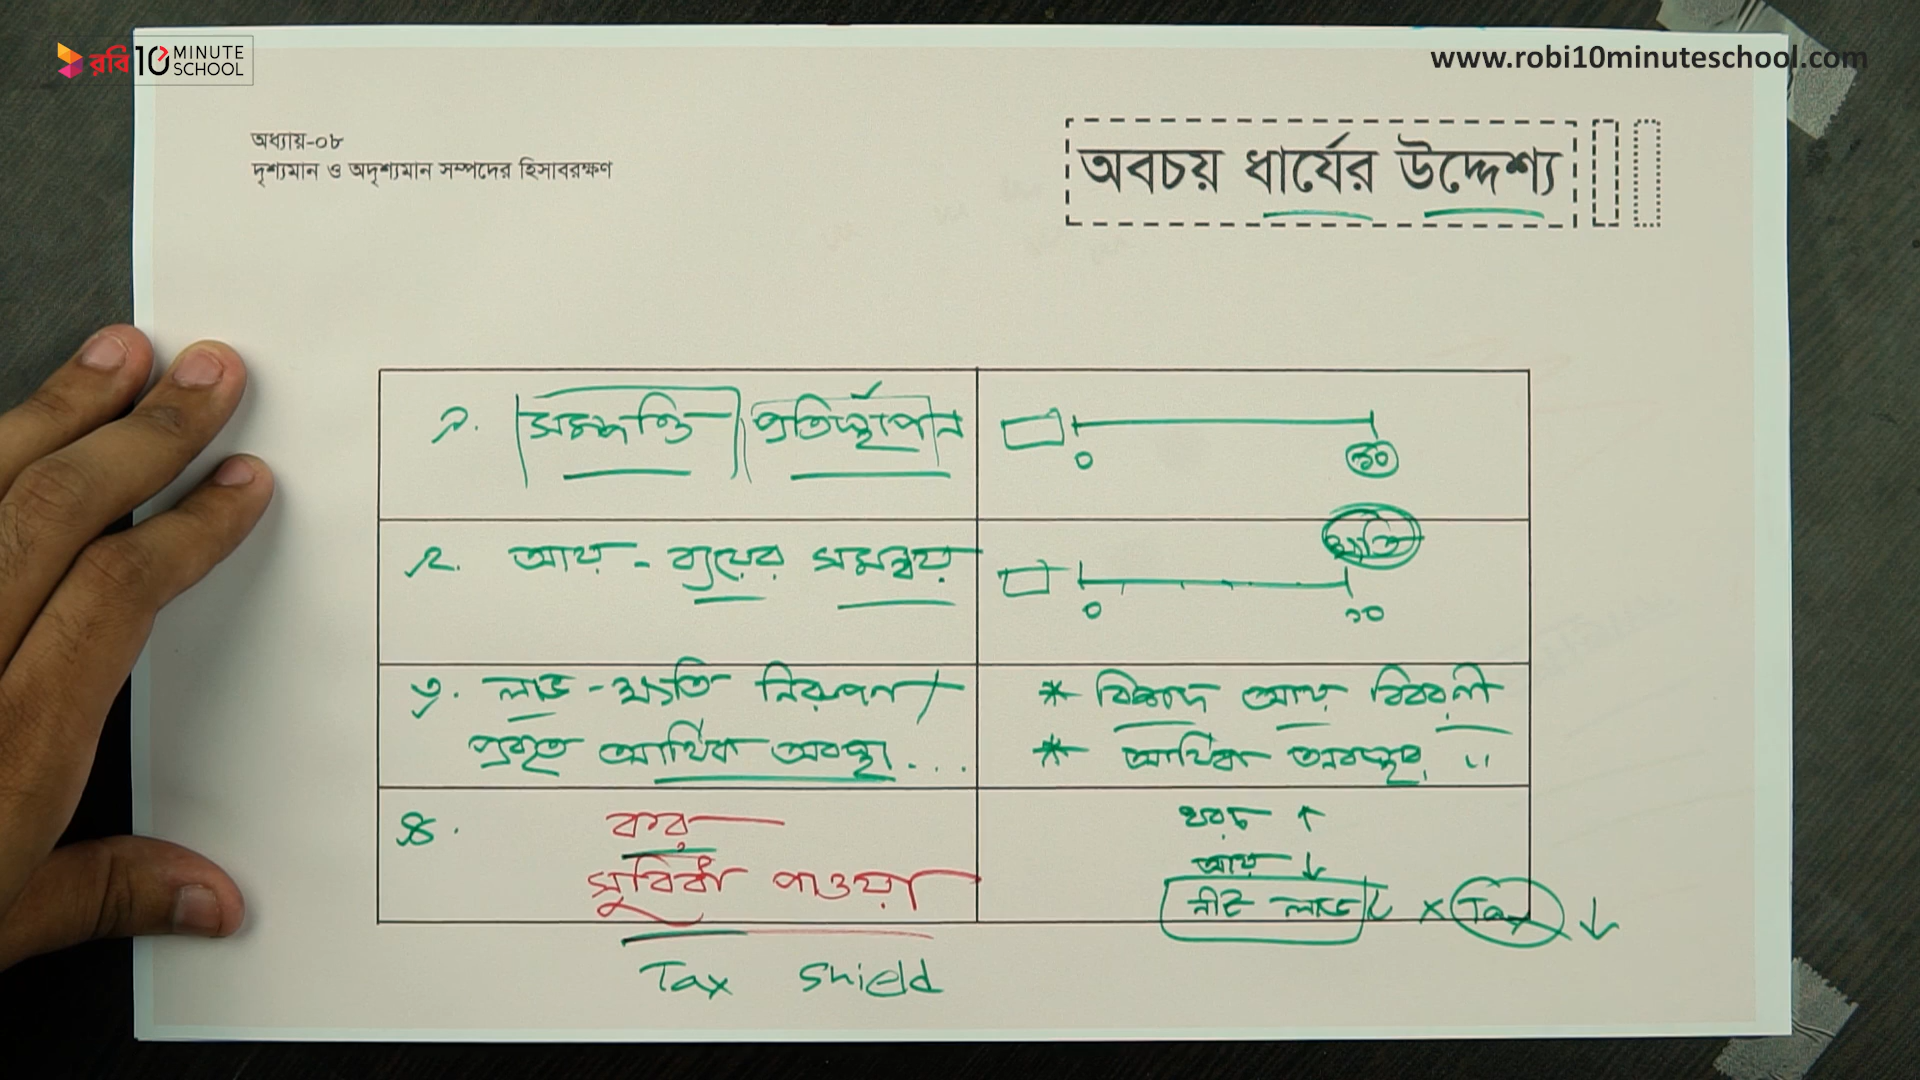 রবি 10 MINUTE SCHOOL
www.robi10minuteschool.com
অধ্যায়-০৮
দৃশ্যমান ও অদৃশ্যমান সম্পদের হিসাবরক্ষণ
অবচয় ধার্যের উদ্দেশ্য
১. সম্পত্তি প্রতিস্থাপন
০ ১০
২. আয় - ব্যয়ের সমন্বয়
ক্ষতি
০ ১০
৩. লাভ - ক্ষতি নিরূপণ /
প্রকৃত আর্থিক অবস্থা . . .
* বিশদ আয় বিবরণী
* আর্থিক অবস্থার "
৪.
কর
সুবিধা পাওয়া
খরচ ↑
আয় ↓
নীট লাভ ↓ × Tax ↓
Tax Shield